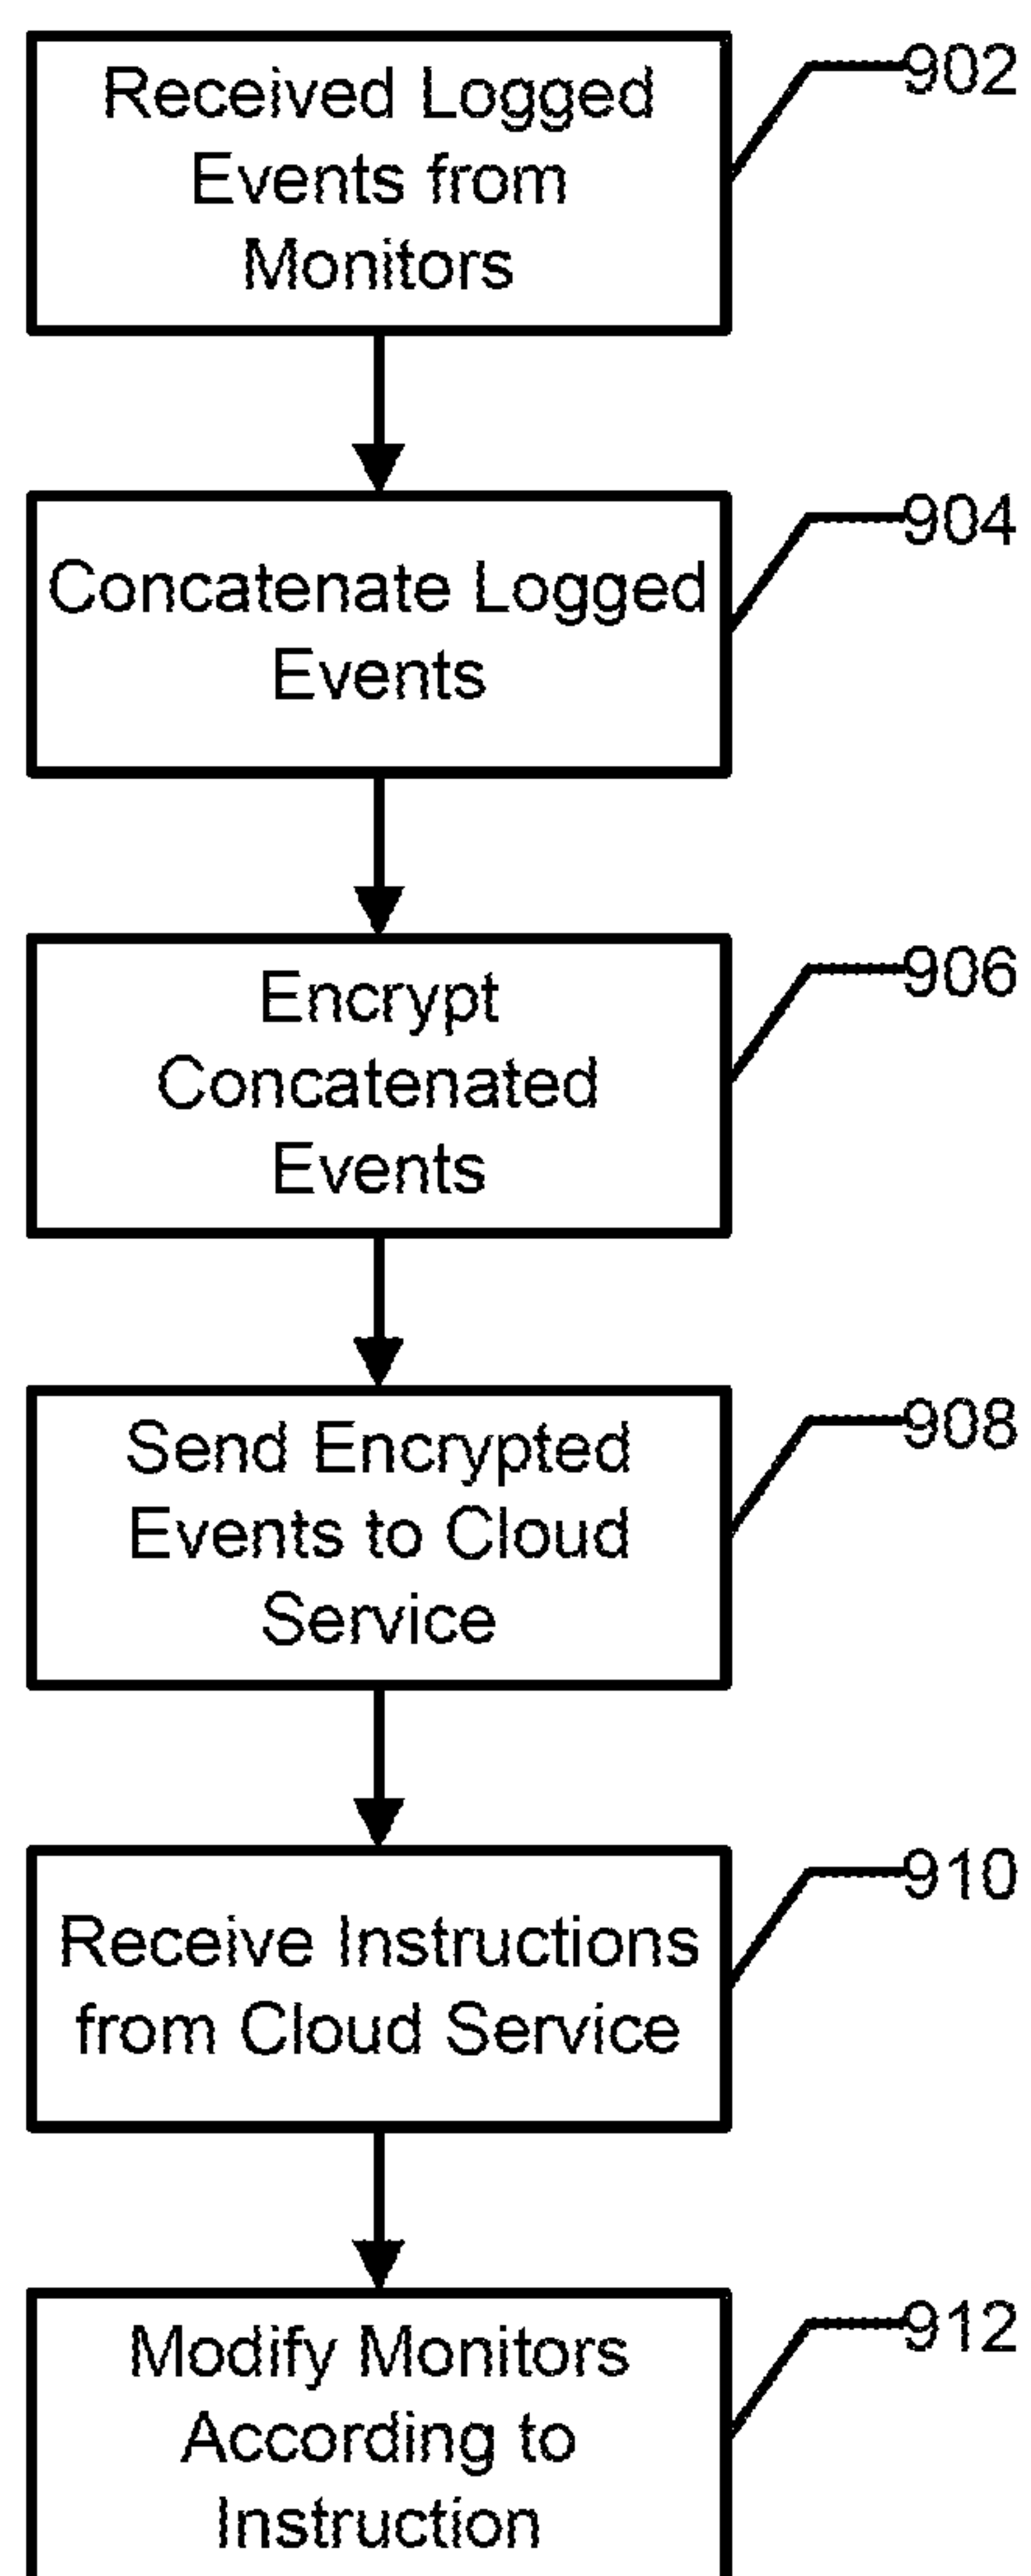 Received Logged
Events from
Monitors
902
Concatenate Logged
Events
904
Encrypt
Concatenated
Events
906
Send Encrypted
Events to Cloud
Service
908
Receive Instructions
from Cloud Service
910
Modify Monitors
According to
Instruction
912